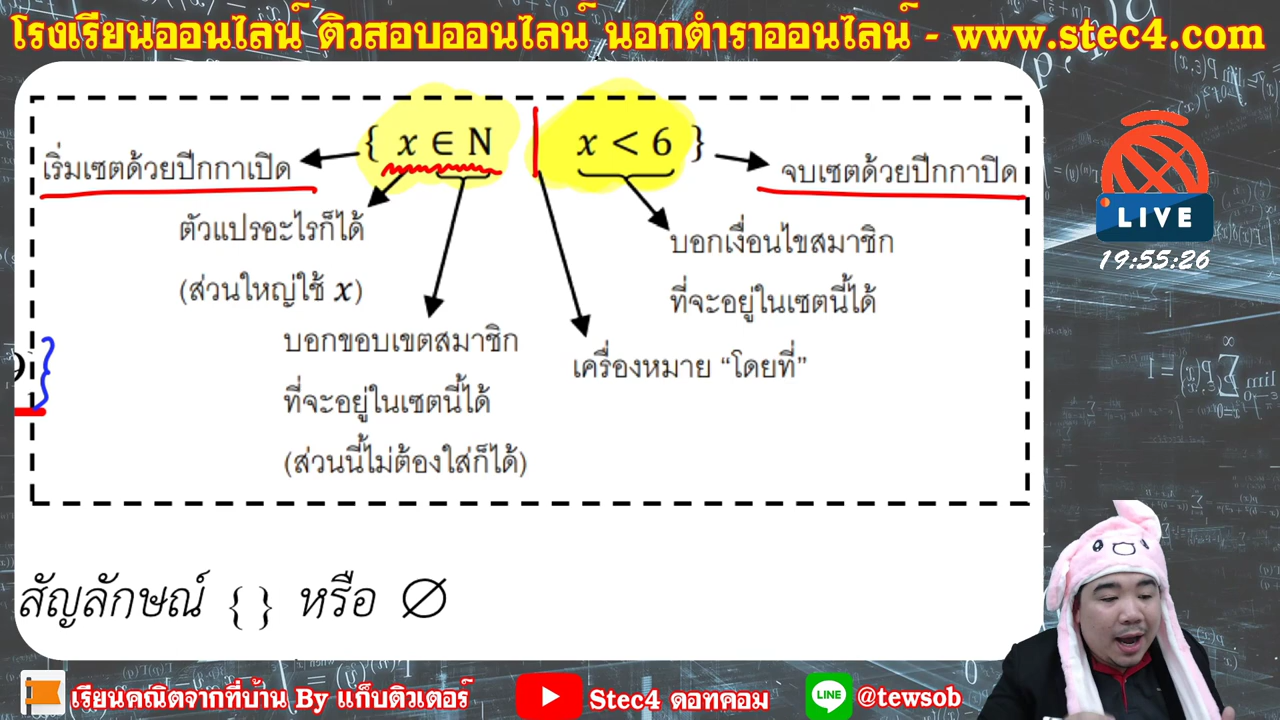 โรงเรียนออนไลน์ ติวสอบออนไลน์ นอกตำราออนไลน์ - www.stec4.com
{ x ∈ N | x < 6 }
เริ่มเซตด้วยปีกกาเปิด
จบเซตด้วยปีกกาปิด
ตัวแปรอะไรก็ได้
(ส่วนใหญ่ใช้ x)
บอกเงื่อนไขสมาชิก
ที่จะอยู่ในเซตนี้ได้
บอกขอบเขตสมาชิก
ที่จะอยู่ในเซตนี้ได้
(ส่วนนี้ไม่ต้องใส่ก็ได้)
เครื่องหมาย “โดยที่”
}
สัญลักษณ์ { } หรือ ∅
LIVE
19:55:26
เรียนคณิตจากที่บ้าน By แก็บติวเตอร์
Stec4 ดอทคอม
LINE
@tewsob